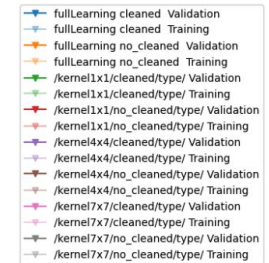 fullLearning cleaned  Validation
fullLearning cleaned  Training
fullLearning no_cleaned  Validation
fullLearning no_cleaned  Training
/kernel1x1/cleaned/type/ Validation
/kernel1x1/cleaned/type/ Training
/kernel1x1/no_cleaned/type/ Validation
/kernel1x1/no_cleaned/type/ Training
/kernel4x4/cleaned/type/ Validation
/kernel4x4/cleaned/type/ Training
/kernel4x4/no_cleaned/type/ Validation
/kernel4x4/no_cleaned/type/ Training
/kernel7x7/cleaned/type/ Validation
/kernel7x7/cleaned/type/ Training
/kernel7x7/no_cleaned/type/ Validation
/kernel7x7/no_cleaned/type/ Training